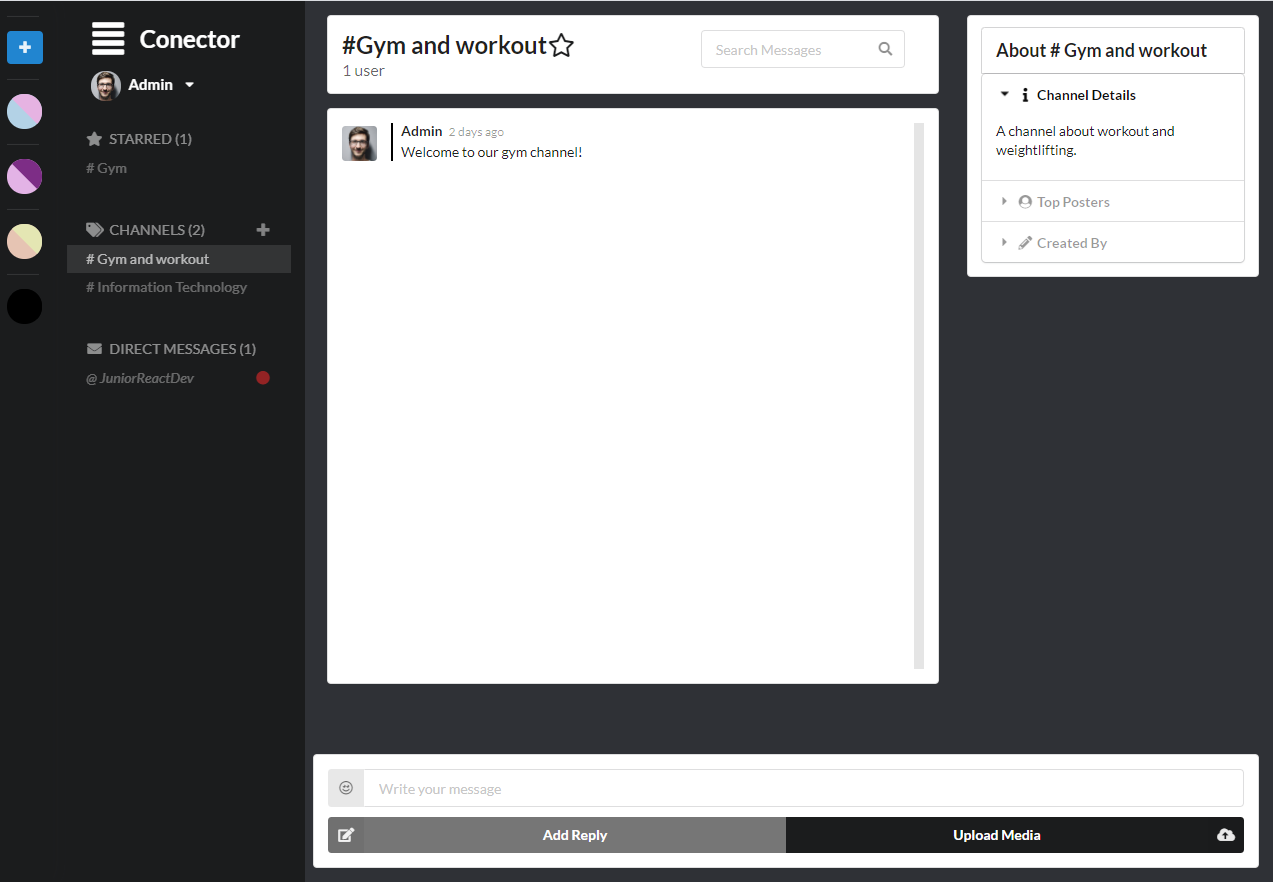 Conector
Admin
STARRED (1)
# Gym
CHANNELS (2)
# Gym and workout
# Information Technology
DIRECT MESSAGES (1)
@ JuniorReactDev
#Gym and workout
1 user
Search Messages
Admin 2 days ago
Welcome to our gym channel!
Write your message
Add Reply
Upload Media
About # Gym and workout
Channel Details
A channel about workout and
weightlifting.
Top Posters
Created By